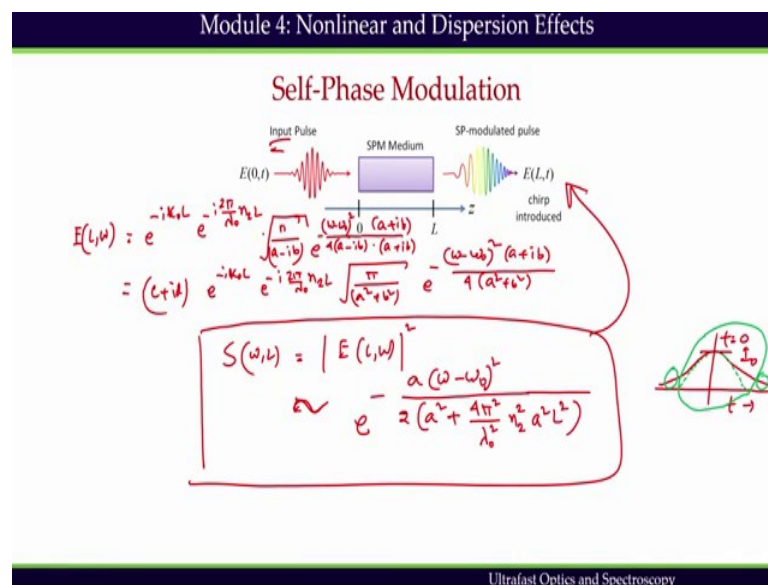 Module 4: Nonlinear and Dispersion Effects
Self-Phase Modulation
Input Pulse
SPM Medium
SP-modulated pulse
E(0,t)
E(L,t)
chirp
introduced
0
L
z
E(L,ω) = e^{-ik₀L} e^{-i(2π/λ₀)n₂L} √(π/(a-ib)) e^{-(ω-ω₀)²(a+ib)/(4(a-ib)·(a+ib))}
= (c+id) e^{-ik₀L} e^{-i(2π/λ₀)n₂L} √(π/(a²+b²)) e^{-(ω-ω₀)²(a+ib)/(4(a²+b²))}
S(ω,L) = |E(L,ω)|²
~ e^{-a(ω-ω₀)²/(2(a²+(4π²/λ₀²)n₂²a²L²))}
t=0
I₀
t→
Ultrafast Optics and Spectroscopy